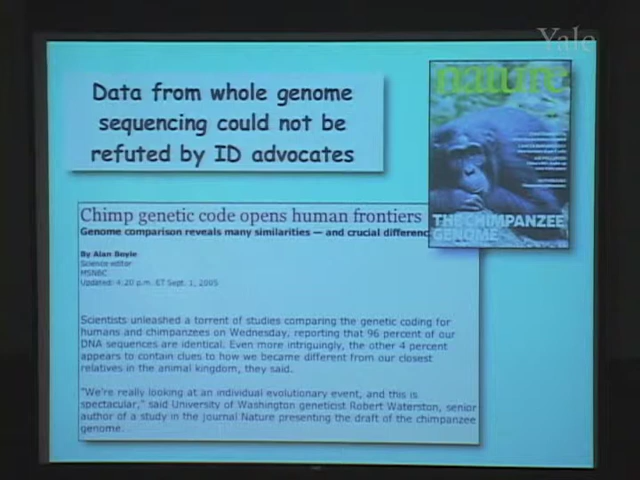 Yale
Data from whole genome
sequencing could not be
refuted by ID advocates
nature
THE CHIMPANZEE
GENOME
Chimp genetic code opens human frontiers
Genome comparison reveals many similarities — and crucial differenc
By Alan Boyle
Science editor
MSNBC
Updated: 4:20 p.m. ET Sept. 1, 2005
Scientists unleashed a torrent of studies comparing the genetic coding for
humans and chimpanzees on Wednesday, reporting that 96 percent of our
DNA sequences are identical. Even more intriguingly, the other 4 percent
appears to contain clues to how we became different from our closest
relatives in the animal kingdom, they said.
"We're really looking at an individual evolutionary event, and this is
spectacular," said University of Washington geneticist Robert Waterston, senior
author of a study in the journal Nature presenting the draft of the chimpanzee
genome.